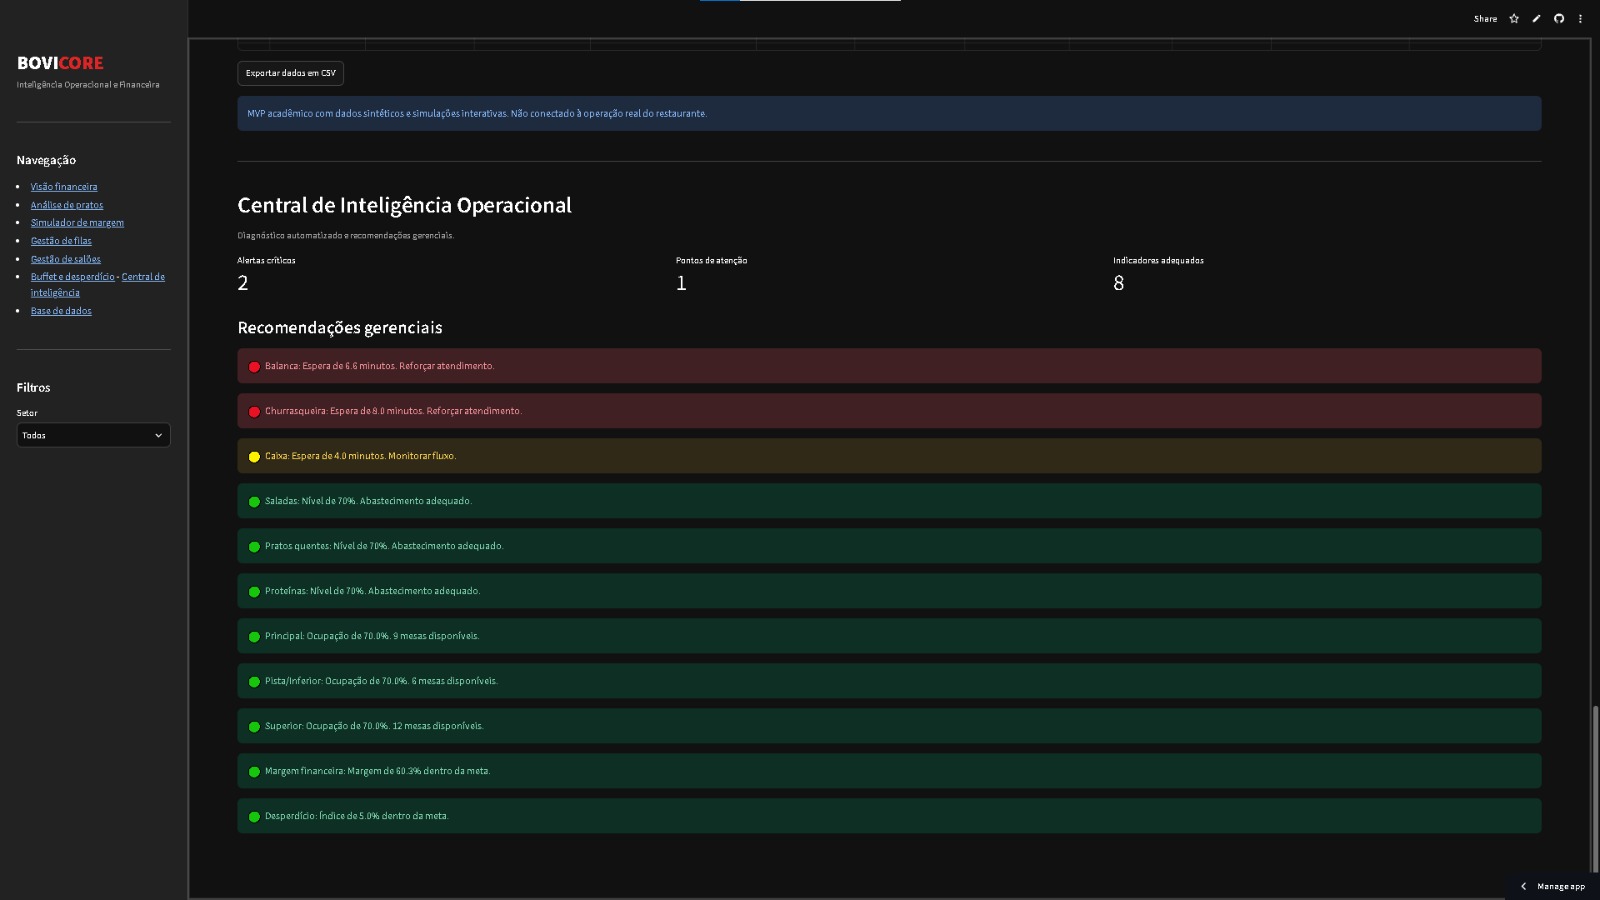 Share
BOVICORE
Inteligência Operacional e Financeira
Navegação
Visão financeira
Análise de pratos
Simulador de margem
Gestão de filas
Gestão de salões
Buffet e desperdício - Central de
inteligência
Base de dados
Filtros
Setor
Todos
Exportar dados em CSV
MVP acadêmico com dados sintéticos e simulações interativas. Não conectado à operação real do restaurante.
Central de Inteligência Operacional
Diagnóstico automatizado e recomendações gerenciais.
Alertas críticos
2
Pontos de atenção
1
Indicadores adequados
8
Recomendações gerenciais
Balanca: Espera de 6.6 minutos. Reforçar atendimento.
Churrasqueira: Espera de 8.0 minutos. Reforçar atendimento.
Caixa: Espera de 4.0 minutos. Monitorar fluxo.
Saladas: Nível de 70%. Abastecimento adequado.
Pratos quentes: Nível de 70%. Abastecimento adequado.
Proteínas: Nível de 70%. Abastecimento adequado.
Principal: Ocupação de 70.0%. 9 mesas disponíveis.
Pista/Inferior: Ocupação de 70.0%. 6 mesas disponíveis.
Superior: Ocupação de 70.0%. 12 mesas disponíveis.
Margem financeira: Margem de 60.3% dentro da meta.
Desperdício: Índice de 5.0% dentro da meta.
Manage app